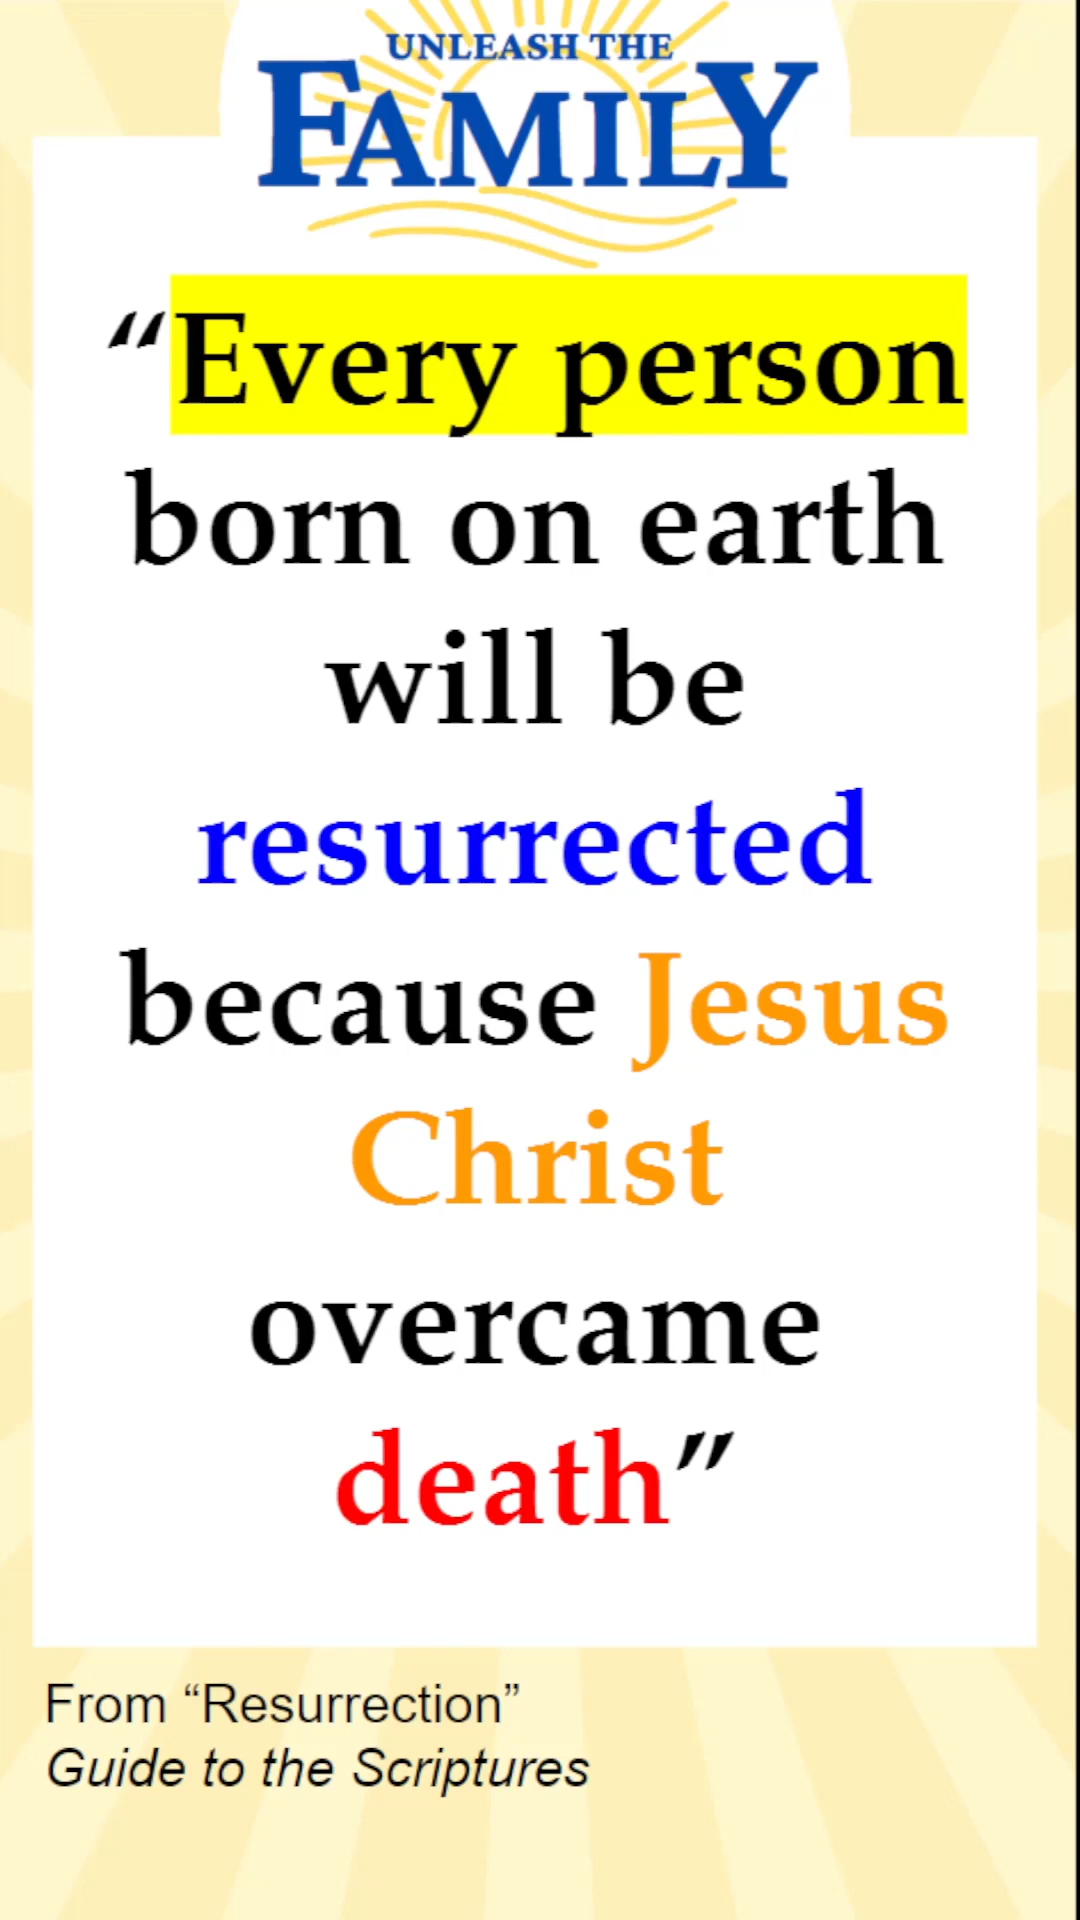 UNLEASH THE
FAMILY
“Every person
born on earth
will be
resurrected
because Jesus
Christ
overcame
death”
From “Resurrection”
Guide to the Scriptures